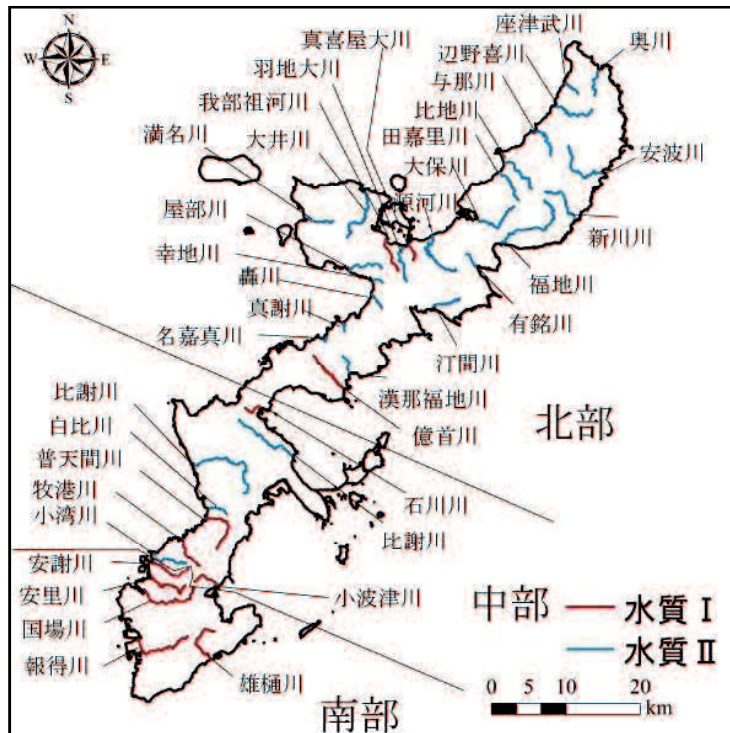 N
W
E
S
座津武川
真喜屋大川
辺野喜川
奥川
羽地大川
与那川
我部祖河川
比地川
満名川
大井川
田嘉里川
大保川
安波川
源河川
屋部川
新川川
幸地川
福地川
轟川
有銘川
真謝川
名嘉真川
汀間川
漢那福地川
比謝川
北部
億首川
白比川
普天間川
石川川
牧港川
比謝川
小湾川
安謝川
安里川
小波津川
中部
水质 I
国場川
水质 II
報得川
雄樋川
南部
0 5 10 20
km